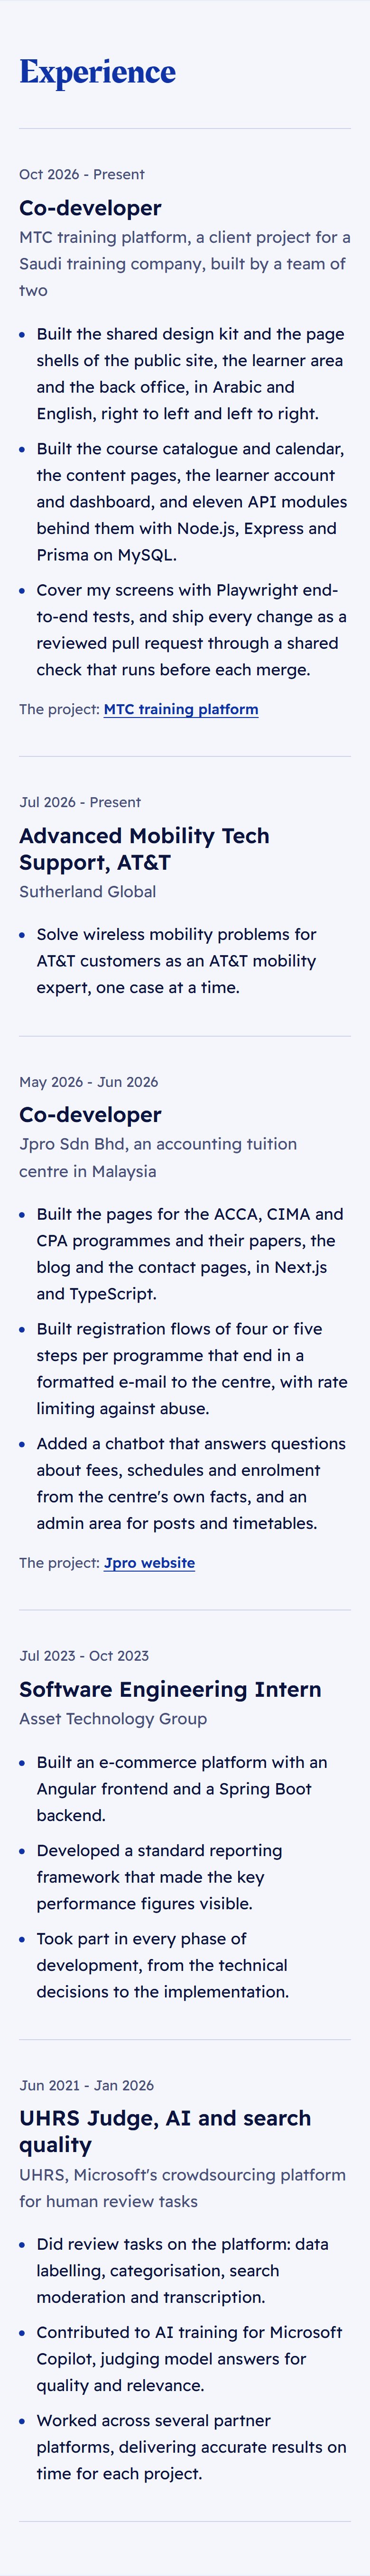 Experience
Oct 2026 - Present
Co-developer
MTC training platform, a client project for a
Saudi training company, built by a team of
two
Built the shared design kit and the page
shells of the public site, the learner area
and the back office, in Arabic and
English, right to left and left to right.
Built the course catalogue and calendar,
the content pages, the learner account
and dashboard, and eleven API modules
behind them with Node.js, Express and
Prisma on MySQL.
Cover my screens with Playwright end-
to-end tests, and ship every change as a
reviewed pull request through a shared
check that runs before each merge.
The project: MTC training platform
Jul 2026 - Present
Advanced Mobility Tech
Support, AT&T
Sutherland Global
Solve wireless mobility problems for
AT&T customers as an AT&T mobility
expert, one case at a time.
May 2026 - Jun 2026
Co-developer
Jpro Sdn Bhd, an accounting tuition
centre in Malaysia
Built the pages for the ACCA, CIMA and
CPA programmes and their papers, the
blog and the contact pages, in Next.js
and TypeScript.
Built registration flows of four or five
steps per programme that end in a
formatted e-mail to the centre, with rate
limiting against abuse.
Added a chatbot that answers questions
about fees, schedules and enrolment
from the centre's own facts, and an
admin area for posts and timetables.
The project: Jpro website
Jul 2023 - Oct 2023
Software Engineering Intern
Asset Technology Group
Built an e-commerce platform with an
Angular frontend and a Spring Boot
backend.
Developed a standard reporting
framework that made the key
performance figures visible.
Took part in every phase of
development, from the technical
decisions to the implementation.
Jun 2021 - Jan 2026
UHRS Judge, AI and search
quality
UHRS, Microsoft's crowdsourcing platform
for human review tasks
Did review tasks on the platform: data
labelling, categorisation, search
moderation and transcription.
Contributed to AI training for Microsoft
Copilot, judging model answers for
quality and relevance.
Worked across several partner
platforms, delivering accurate results on
time for each project.